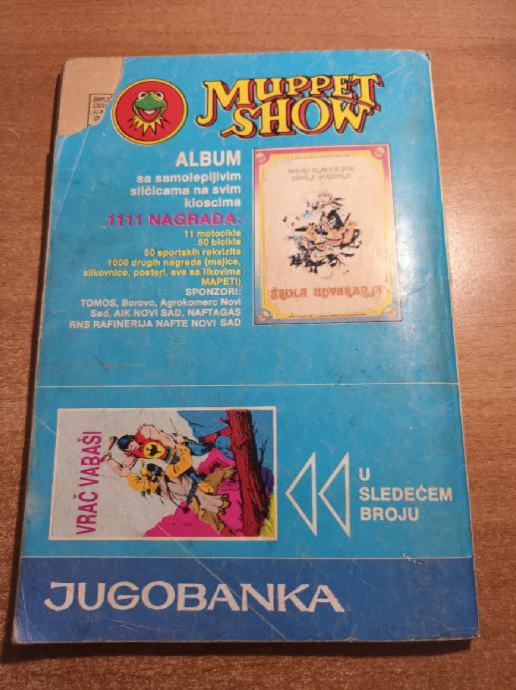 MUPPET
SHOW
ALBUM
sa samolepljivim
sličicama na svim
kioscima
1111 NAGRADA:
11 motocikla
50 bicikla
50 sportskih rekvizita
1000 drugih nagrada (majice,
slikovnice, posteri, sve sa likovima
MAPETI)
SPONZORI:
TOMOS, Borovo, Agrokomerc Novi
Sad, AIK NOVI SAD, NAFTAGAS
RNS RAFINERIJA NAFTE NOVI SAD
ŠKOLA UDVARANJA
VRAČ VABAŠI
U
SLEDEĆEM
BROJU
JUGOBANKA